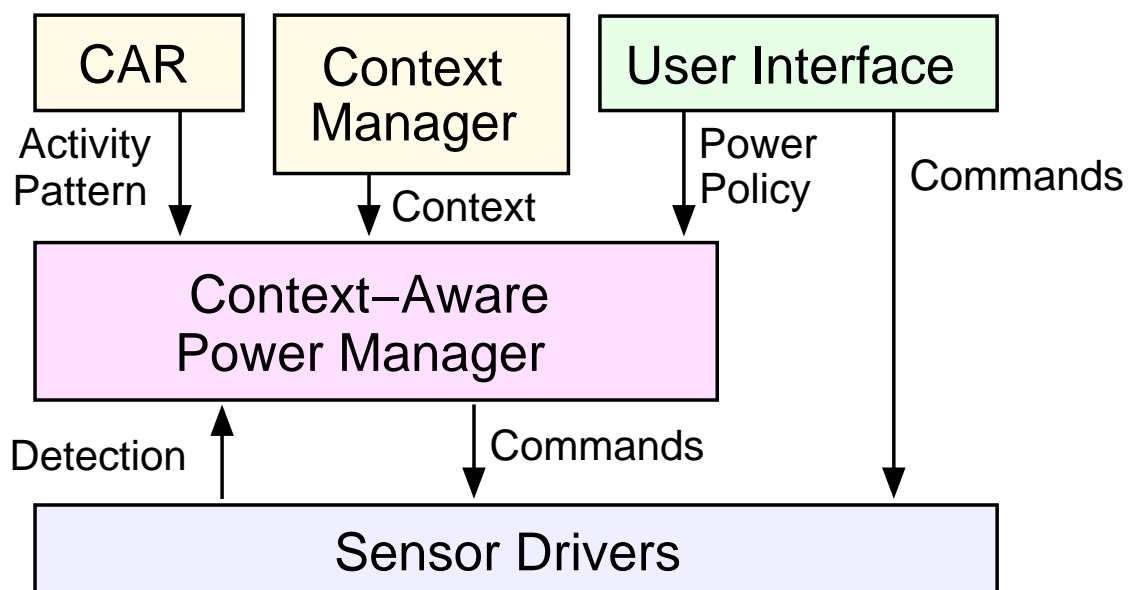 CAR
Context
Manager
User Interface
Activity
Pattern
Context
Power
Policy
Commands
Context–Aware
Power Manager
Detection
Commands
Sensor Drivers